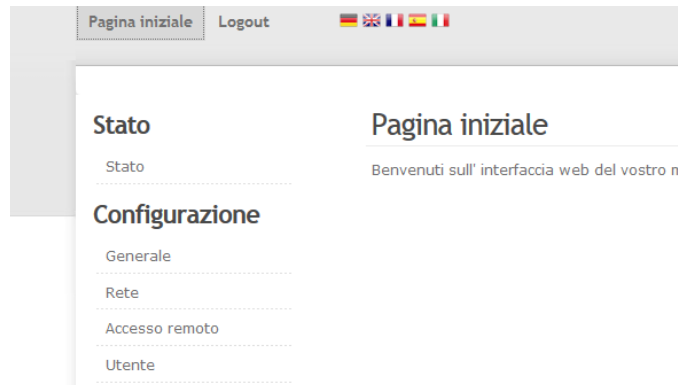 Pagina iniziale Logout
Stato
Pagina iniziale
Stato
Benvenuti sull' interfaccia web del vostro
Configurazione
Generale
Rete
Accesso remoto
Utente